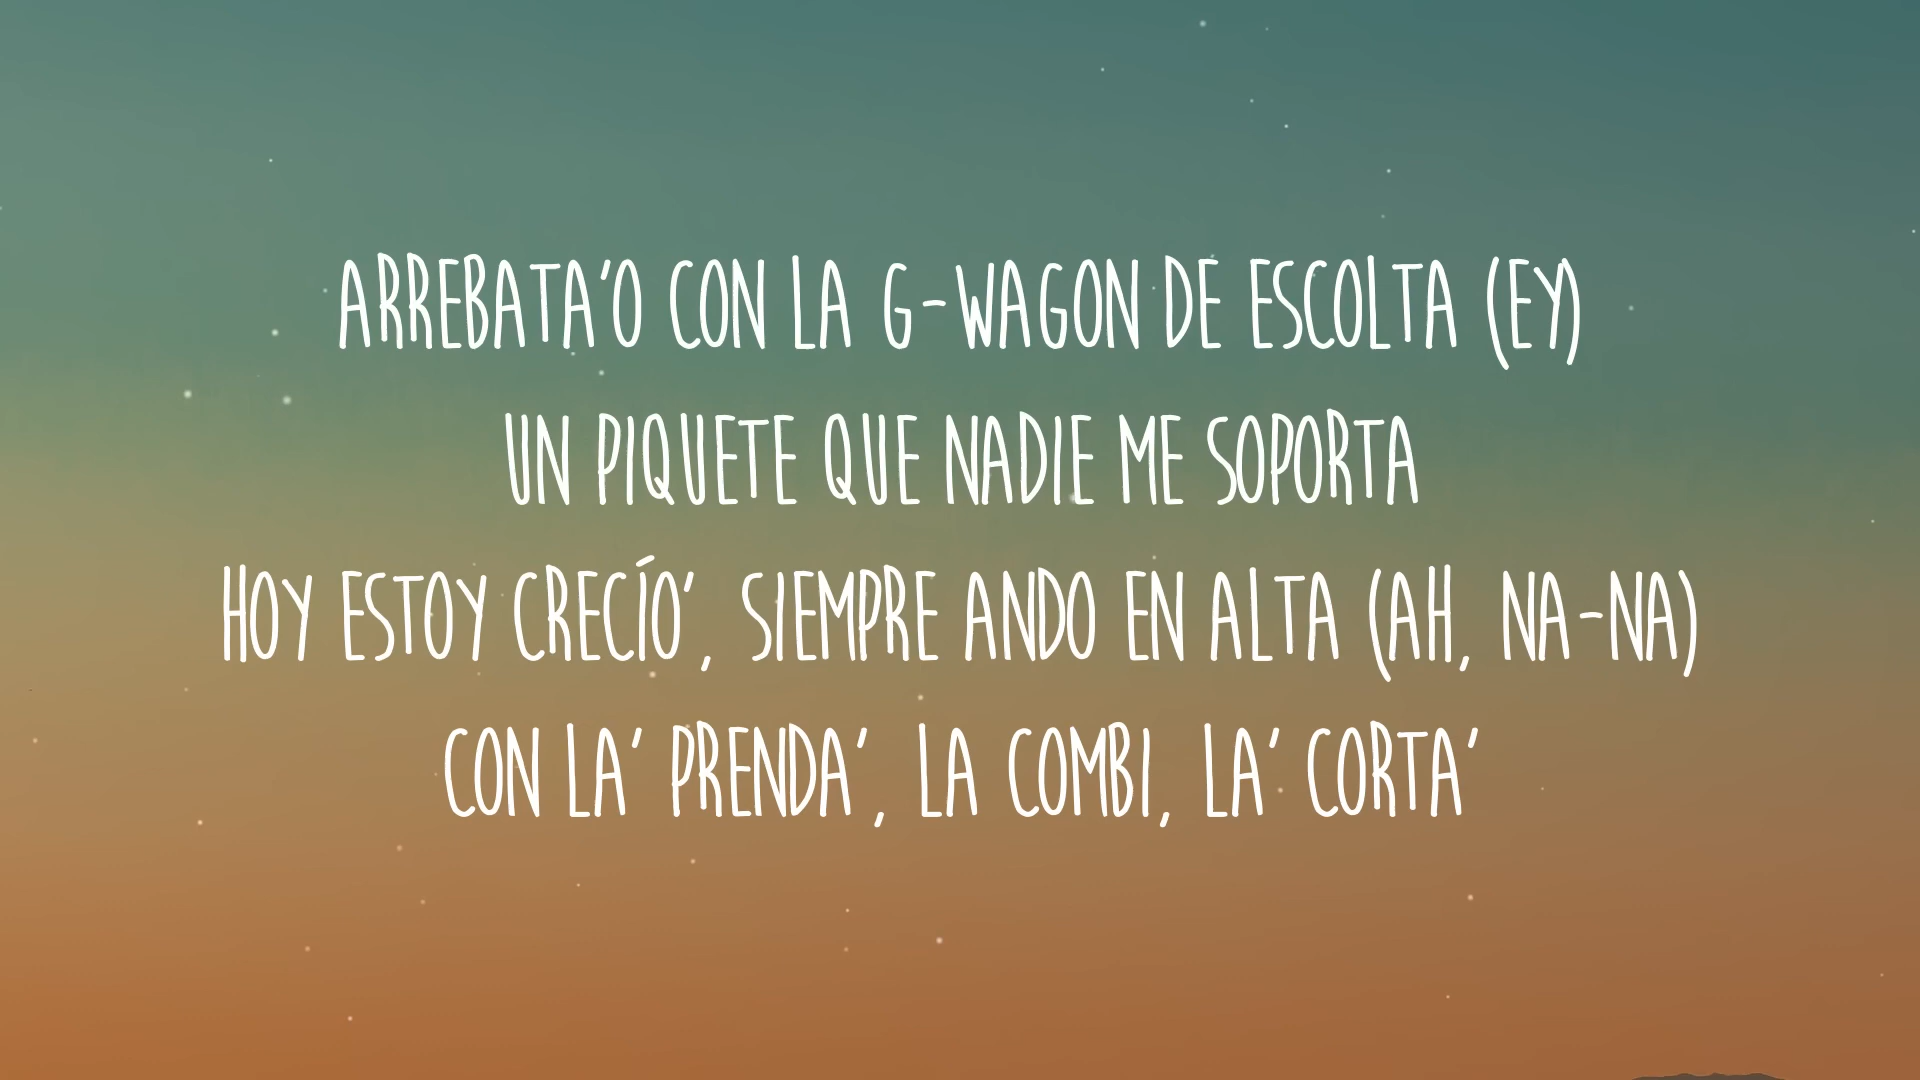 ARREBATA'O CON LA G-WAGON DE ESCOLTA (EY)
UN PIQUETE QUE NADIE ME SOPORTA
HOY ESTOY CRECÍO', SIEMPRE ANDO EN ALTA (AH, NA-NA)
CON LA' PRENDA', LA COMBI, LA' CORTA'